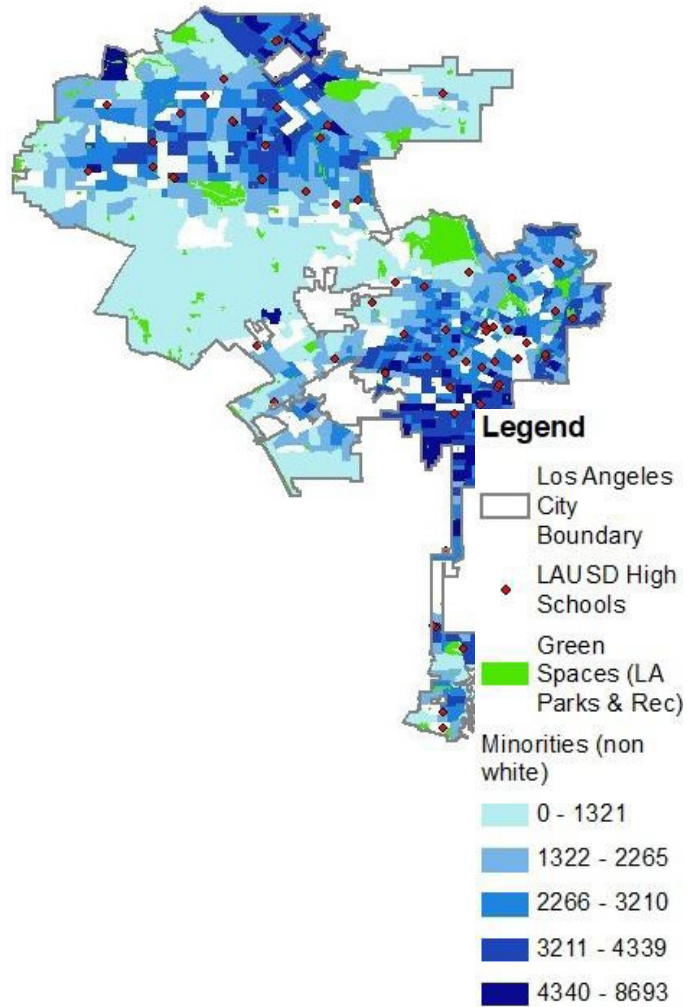 Legend
Los Angeles
City
Boundary
LAUSD High
Schools
Green
Spaces (LA
Parks & Rec)
Minorities (non
white)
0 - 1321
1322 - 2265
2266 - 3210
3211 - 4339
4340 - 8693